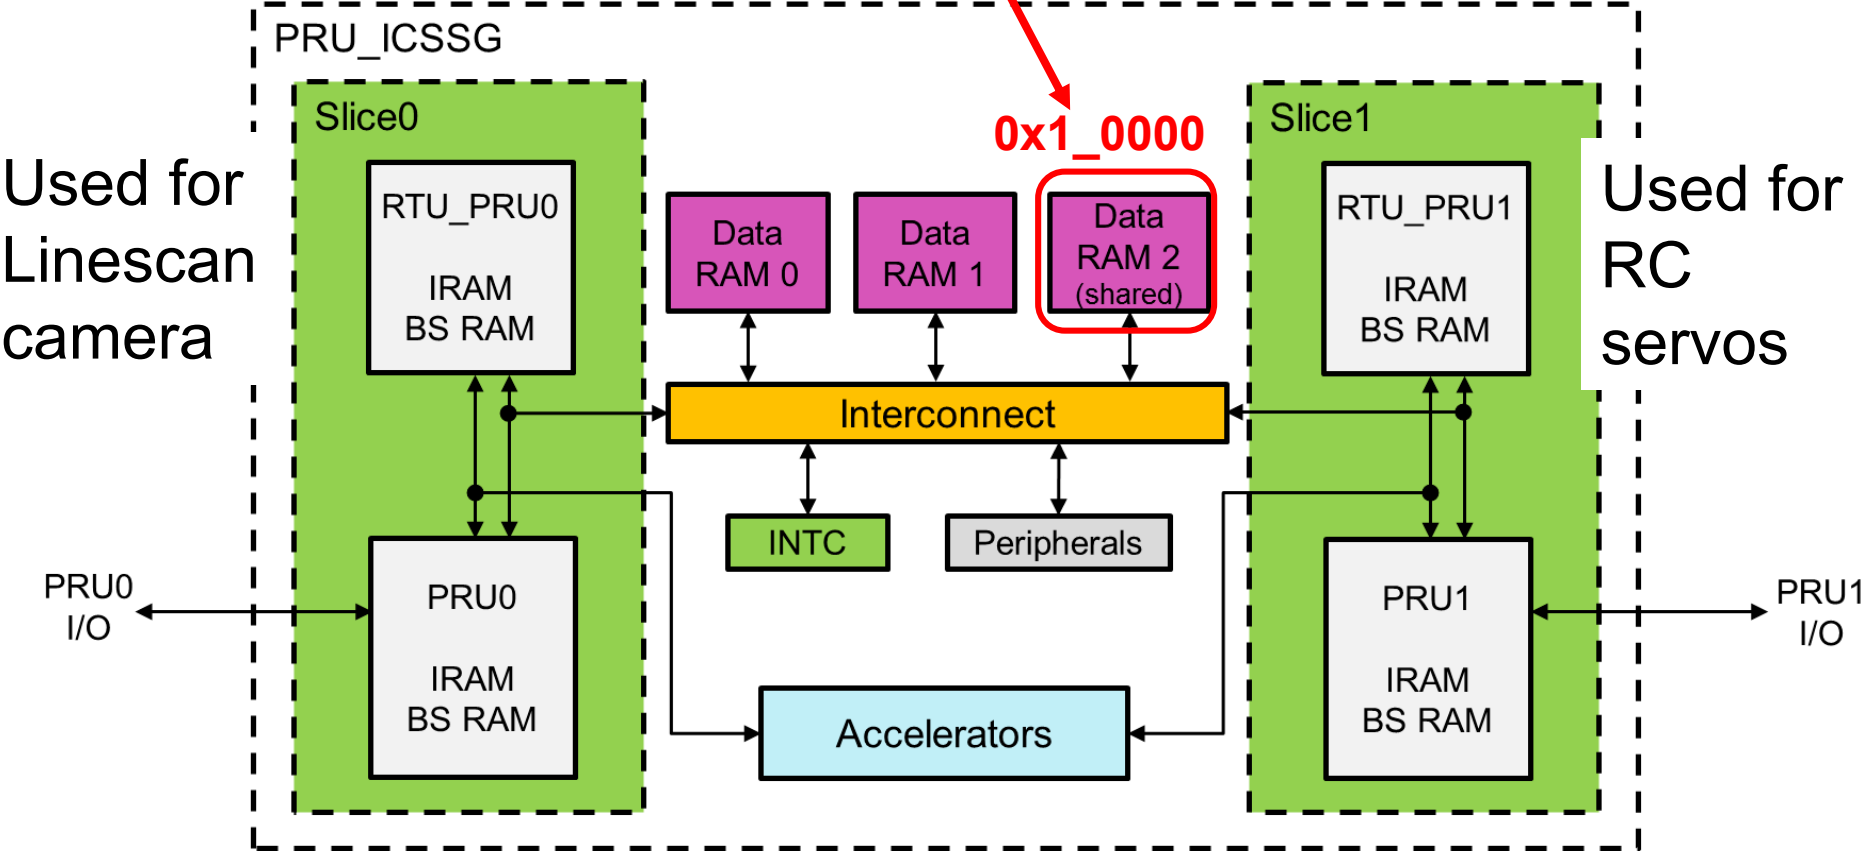 PRU_ICSSG
Slice0
Used for
Linescan
camera
RTU_PRU0
IRAM
BS RAM
PRU0
IRAM
BS RAM
PRU0
I/O
0x1_0000
Data
RAM 0
Data
RAM 1
Data
RAM 2
(shared)
Interconnect
INTC
Peripherals
Accelerators
Slice1
RTU_PRU1
IRAM
BS RAM
Used for
RC
servos
PRU1
IRAM
BS RAM
PRU1
I/O